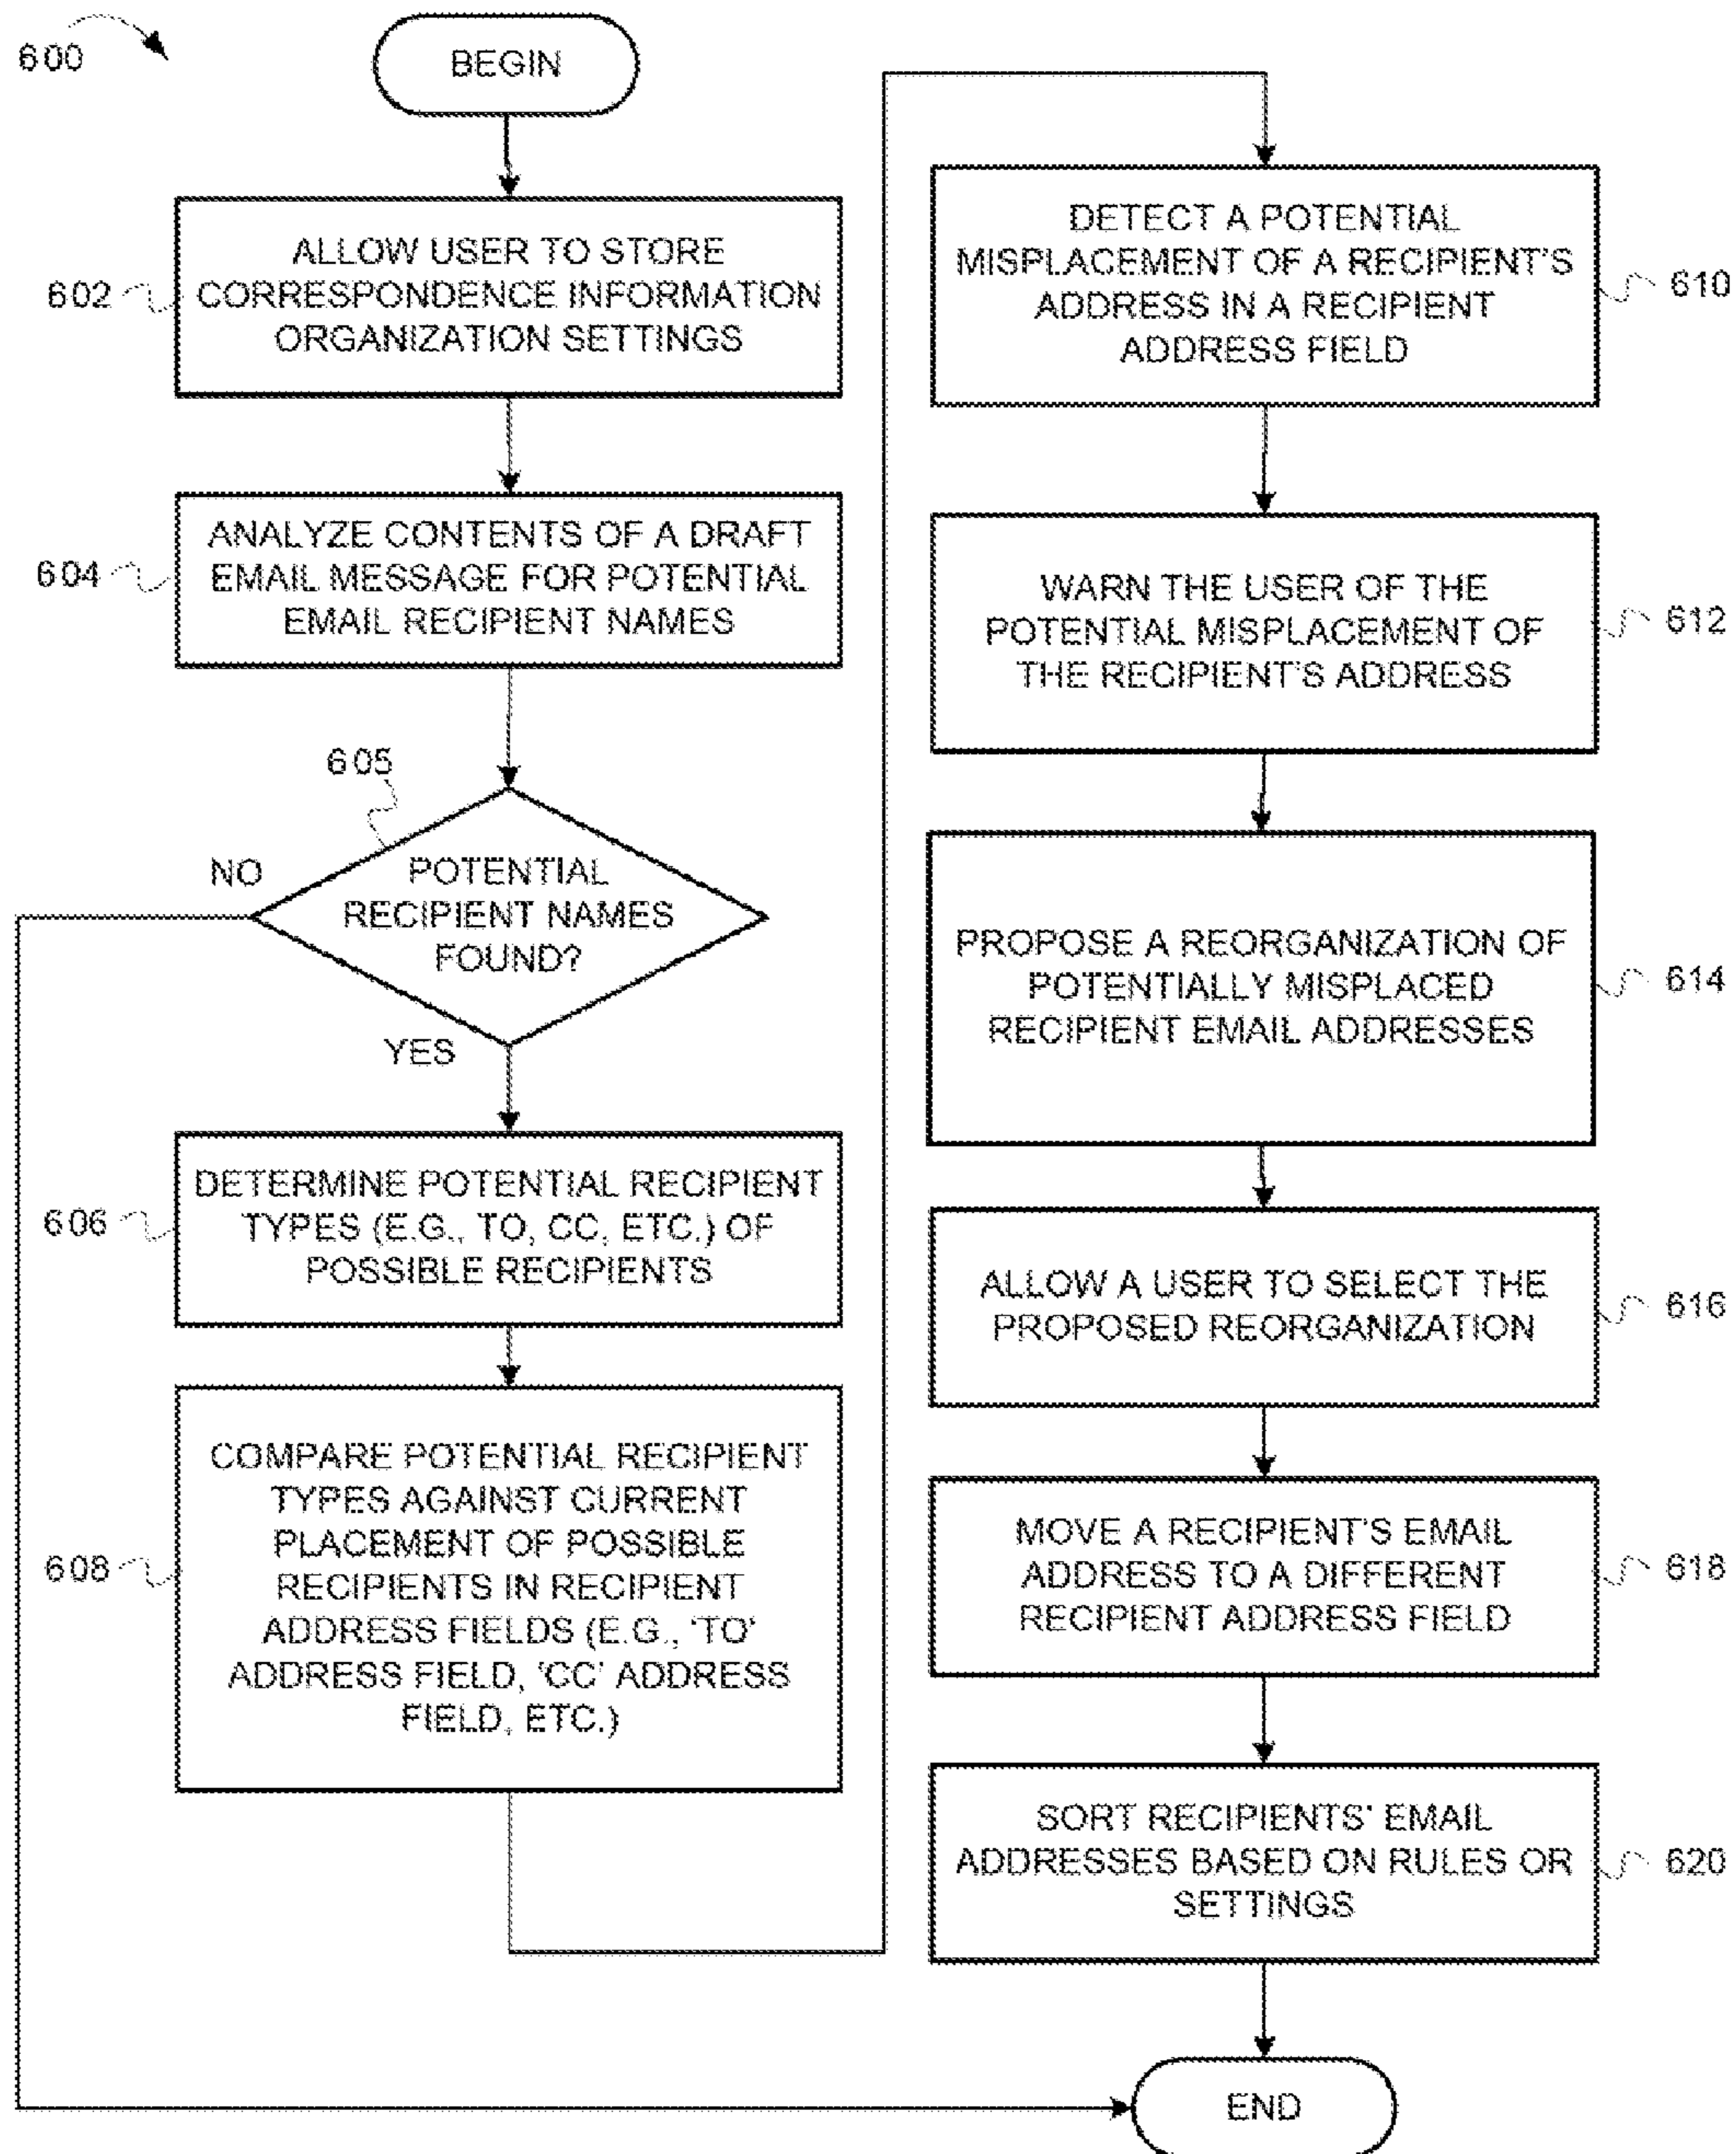 600
BEGIN
602
ALLOW USER TO STORE
CORRESPONDENCE INFORMATION
ORGANIZATION SETTINGS
604
ANALYZE CONTENTS OF A DRAFT
EMAIL MESSAGE FOR POTENTIAL
EMAIL RECIPIENT NAMES
605
NO
POTENTIAL
RECIPIENT NAMES
FOUND?
YES
606
DETERMINE POTENTIAL RECIPIENT
TYPES (E.G., TO, CC, ETC.) OF
POSSIBLE RECIPIENTS
608
COMPARE POTENTIAL RECIPIENT
TYPES AGAINST CURRENT
PLACEMENT OF POSSIBLE
RECIPIENTS IN RECIPIENT
ADDRESS FIELDS (E.G., 'TO'
ADDRESS FIELD, 'CC' ADDRESS
FIELD, ETC.)
DETECT A POTENTIAL
MISPLACEMENT OF A RECIPIENT'S
ADDRESS IN A RECIPIENT
ADDRESS FIELD
610
WARN THE USER OF THE
POTENTIAL MISPLACEMENT OF
THE RECIPIENT'S ADDRESS
612
PROPOSE A REORGANIZATION OF
POTENTIALLY MISPLACED
RECIPIENT EMAIL ADDRESSES
614
ALLOW A USER TO SELECT THE
PROPOSED REORGANIZATION
616
MOVE A RECIPIENT'S EMAIL
ADDRESS TO A DIFFERENT
RECIPIENT ADDRESS FIELD
618
SORT RECIPIENTS' EMAIL
ADDRESSES BASED ON RULES OR
SETTINGS
620
END